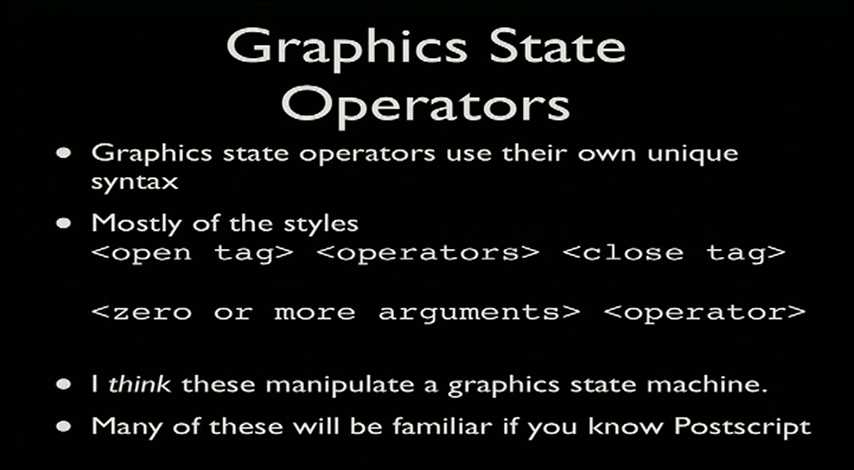 Graphics State
Operators
• Graphics state operators use their own unique
syntax
• Mostly of the styles
<open tag> <operators> <close tag>
<zero or more arguments> <operator>
• I think these manipulate a graphics state machine.
• Many of these will be familiar if you know Postscript